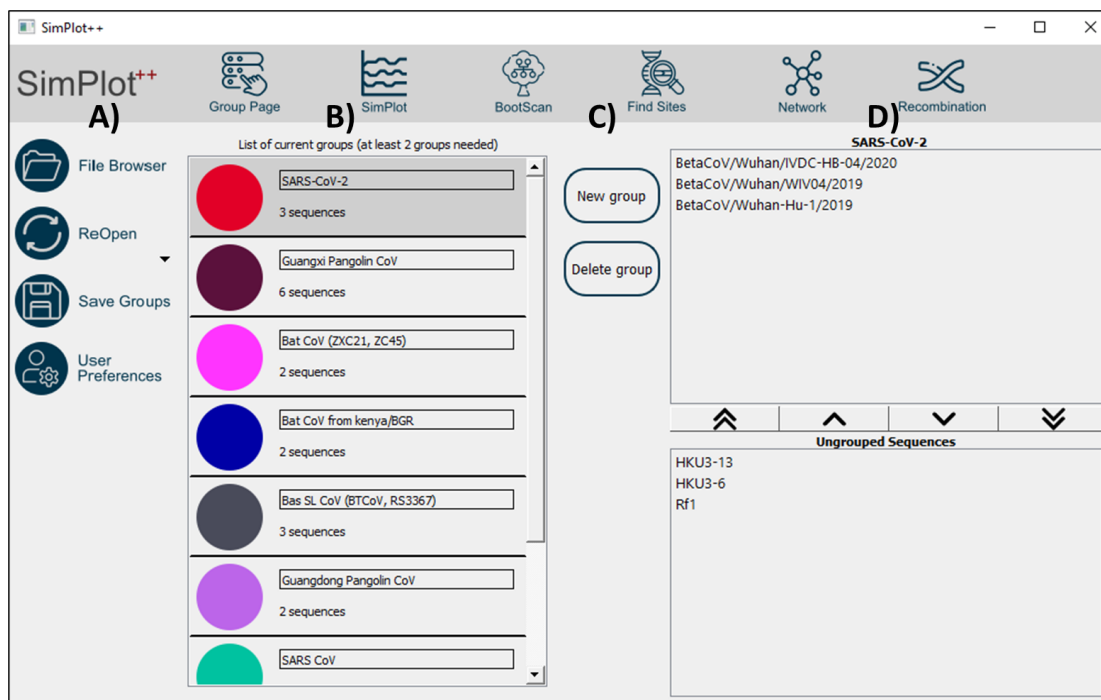 SimPlot++
SimPlot++
Group Page
SimPlot
BootScan
Find Sites
Network
Recombination
A)
B)
C)
D)
File Browser
ReOpen
Save Groups
User
Preferences
List of current groups (at least 2 groups needed)
SARS-CoV-2
3 sequences
Guangxi Pangolin CoV
6 sequences
Bat CoV (ZXC21, ZC45)
2 sequences
Bat CoV from kenya/BGR
2 sequences
Bas SL CoV (BTCoV, RS3367)
3 sequences
Guangdong Pangolin CoV
2 sequences
SARS CoV
New group
Delete group
SARS-CoV-2
BetaCoV/Wuhan/IVDC-HB-04/2020
BetaCoV/Wuhan/WIV04/2019
BetaCoV/Wuhan-Hu-1/2019
Ungrouped Sequences
HKU3-13
HKU3-6
Rf1